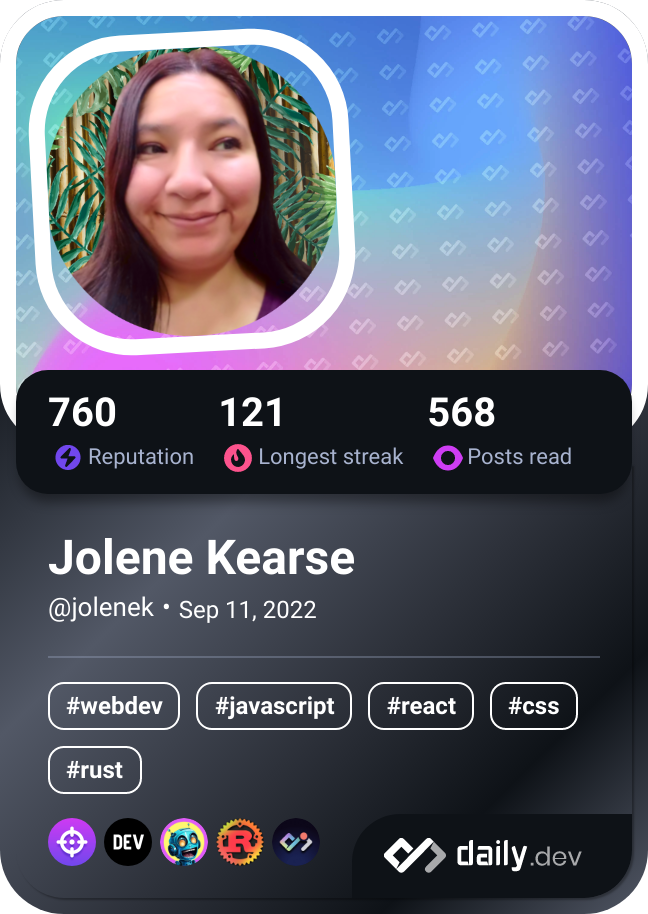 760 121 568
Reputation Longest streak Posts read
Jolene Kearse
@jolenek • Sep 11, 2022
#webdev #javascript #react #css
#rust
DEV R daily.dev